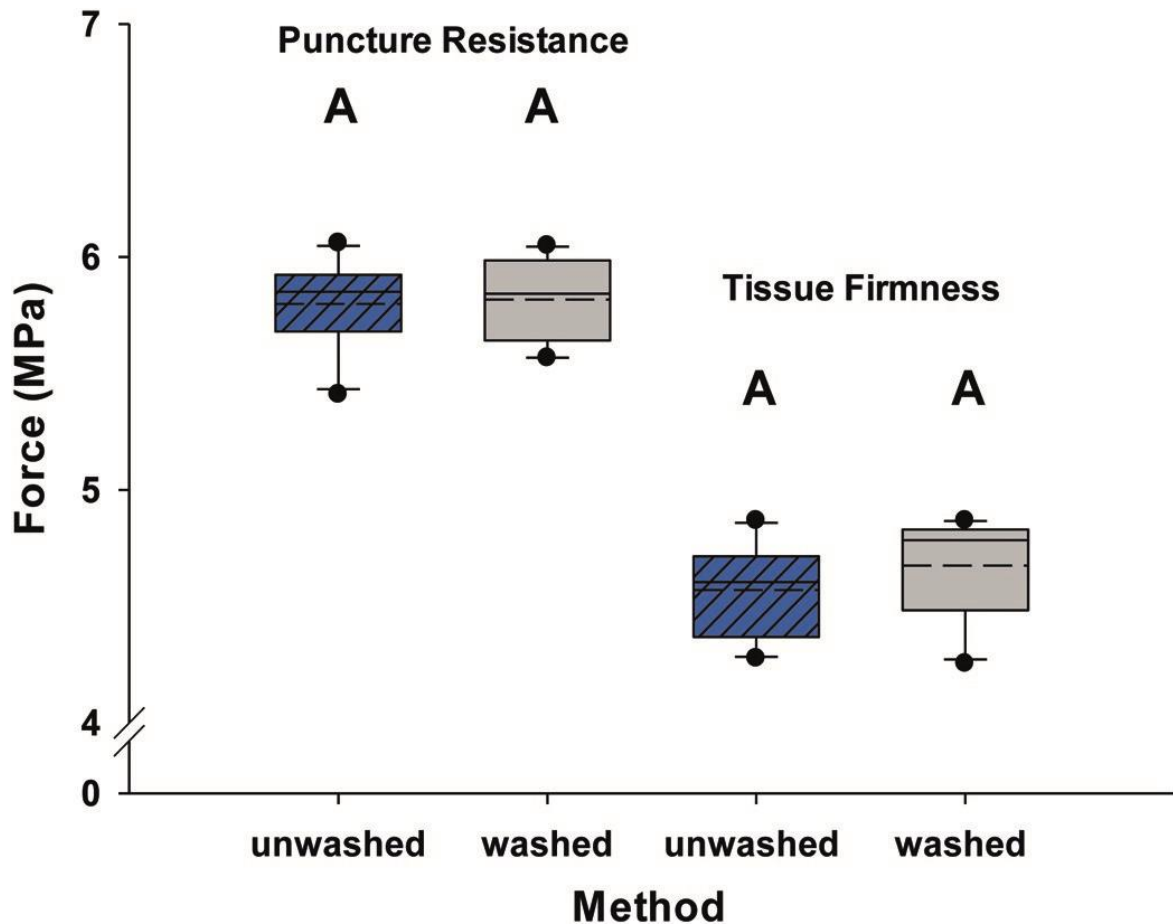 7
Puncture Resistance
A A
6
Tissue Firmness
A A
5
4
0
Force (MPa)
unwashed washed unwashed washed
Method